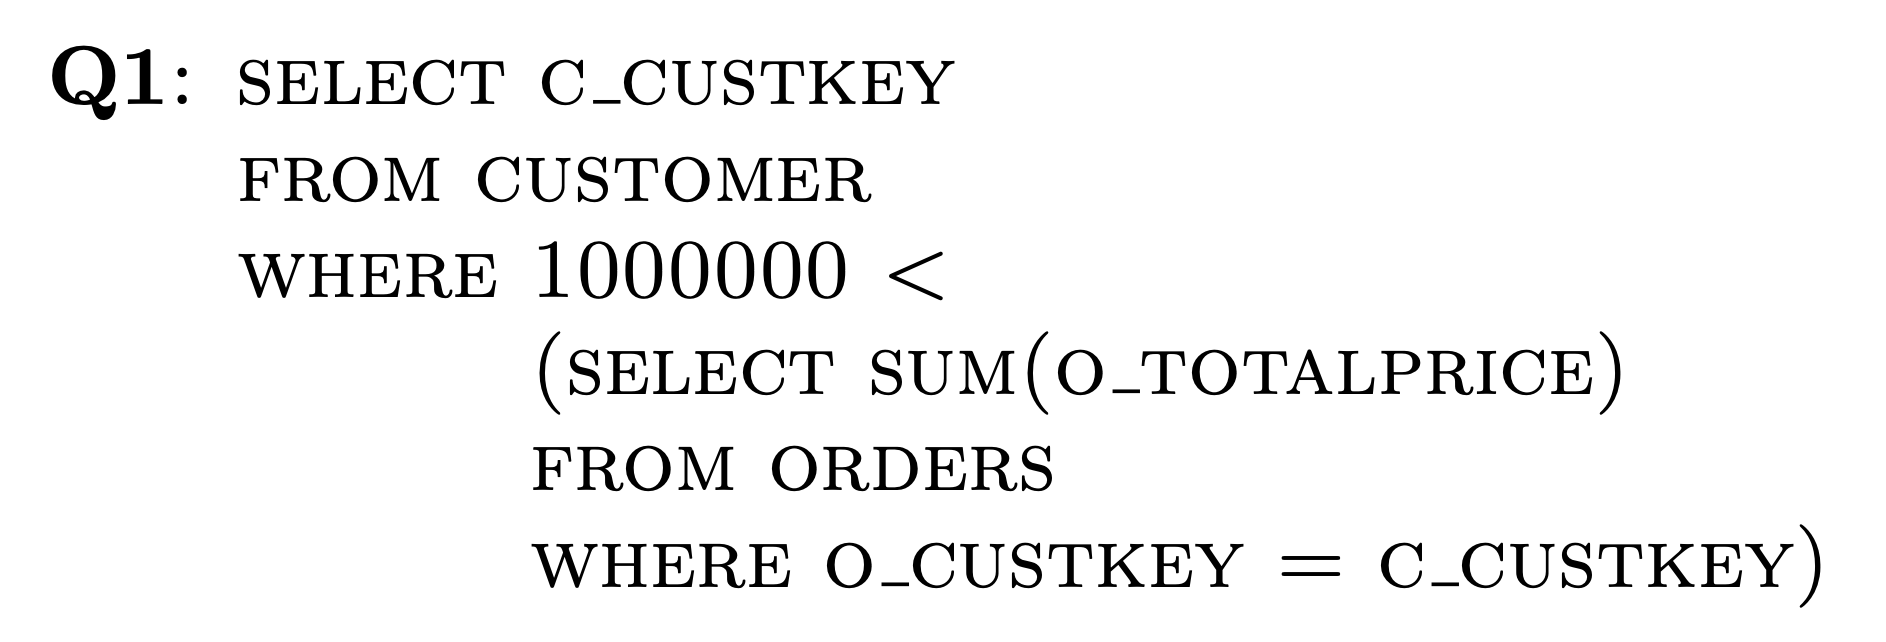 Q1: SELECT C_CUSTKEY
FROM CUSTOMER
WHERE 1000000 <
(SELECT SUM(O_TOTALPRICE)
FROM ORDERS
WHERE O_CUSTKEY = C_CUSTKEY)